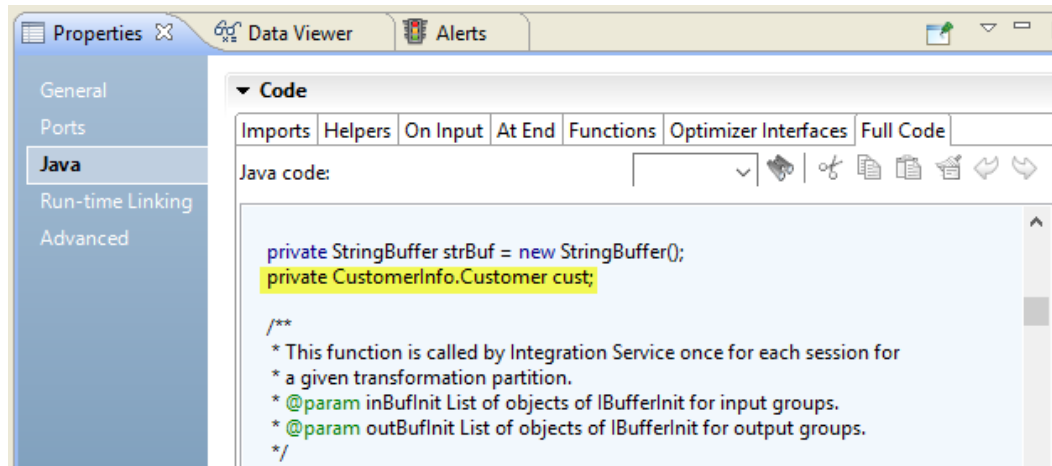 Properties Data Viewer Alerts
General
Ports
Java
Run-time Linking
Advanced
Code
Imports Helpers On Input At End Functions Optimizer Interfaces Full Code
Java code:
private StringBuffer strBuf = new StringBuffer();
private CustomerInfo.Customer cust;
/**
* This function is called by Integration Service once for each session for
* a given transformation partition.
* @param inBufInit List of objects of IBufferInit for input groups.
* @param outBufInit List of objects of IBufferInit for output groups.
*/